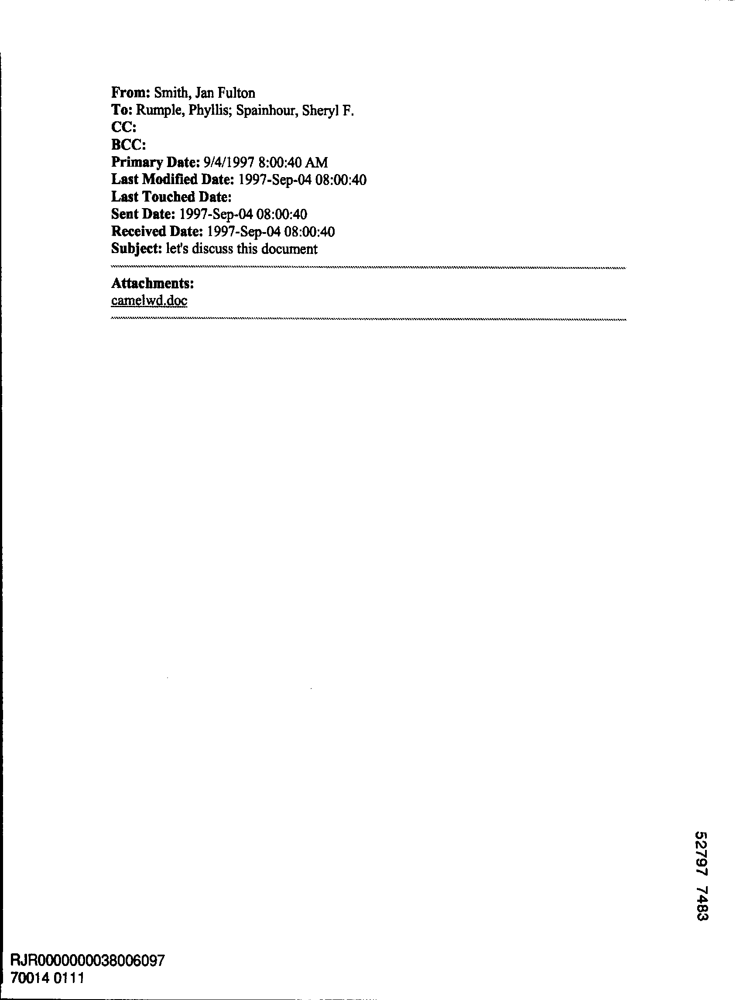 From: Smith, Jan Fulton
To: Rumple, Phyllis; Spainhour, Sheryl F.
CC:
BCC:
Primary Date: 9/4/1997 8:00:40 AM
Last Modified Date: 1997-Sep-04 08:00:40
Last Touched Date:
Sent Date: 1997-Sep-04 08:00:40
Received Date: 1997-Sep-04 08:00:40
Subject: let's discuss this document
Attachments:
camelwd.doc
52797 7483
RJR0000000038006097
70014 0111